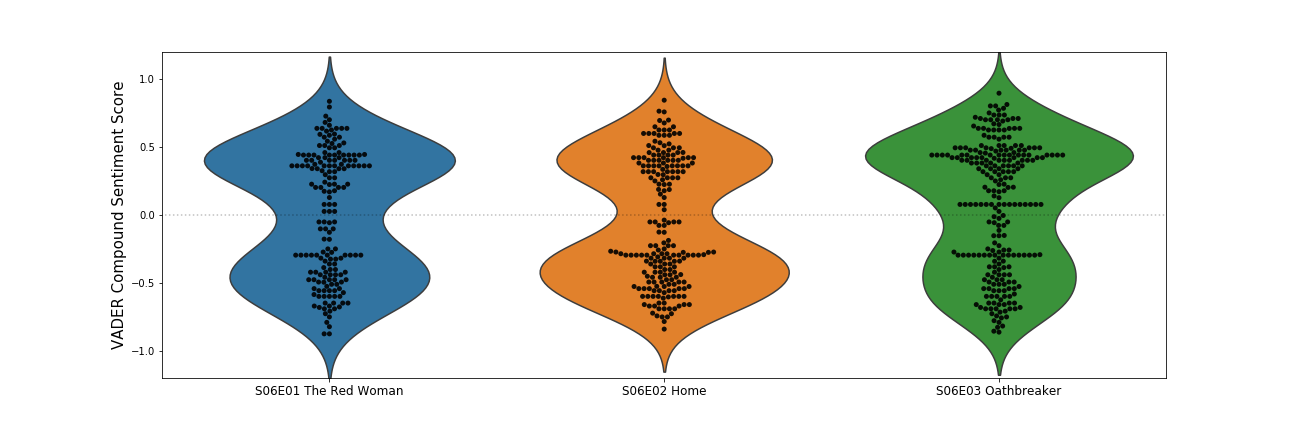 VADER Compound Sentiment Score
1.0
0.5
0.0
−0.5
−1.0
S06E01 The Red Woman
S06E02 Home
S06E03 Oathbreaker